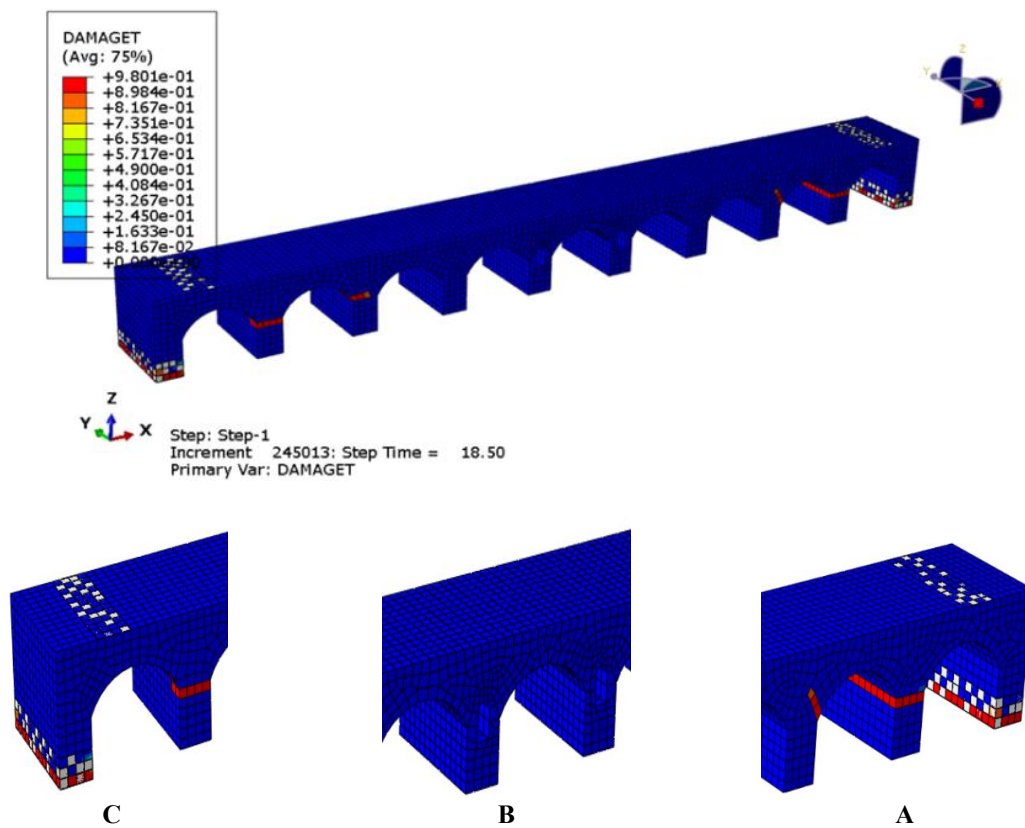 DAMAGET
(Avg: 75%)
+9.801e-01
+8.984e-01
+8.167e-01
+7.351e-01
+6.534e-01
+5.717e-01
+4.900e-01
+4.084e-01
+3.267e-01
+2.450e-01
+1.633e-01
+8.167e-02
Z
Y
X
Z
Y
X
Step: Step-1
Increment 245013: Step Time = 18.50
Primary Var: DAMAGET
C B A